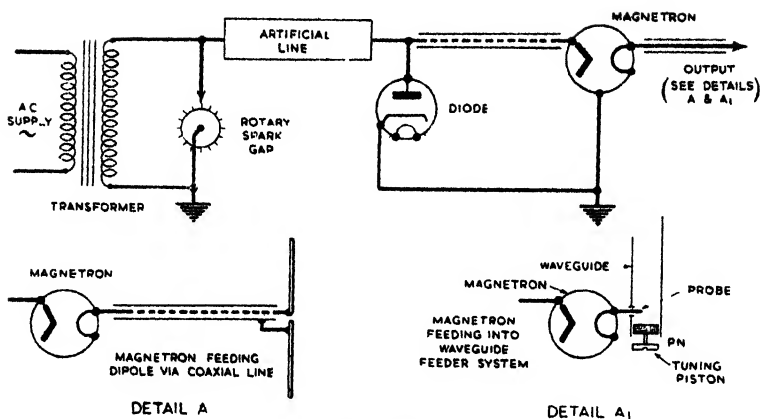 MAGNETRON
ARTIFICIAL
LINE
OUTPUT
(SEE DETAILS
A & A₁)
AC
SUPPLY
~
ROTARY
SPARK
GAP
DIODE
TRANSFORMER
MAGNETRON
MAGNETRON FEEDING
DIPOLE VIA COAXIAL LINE
DETAIL A
WAVEGUIDE
MAGNETRON
PROBE
MAGNETRON
FEEDING INTO
WAVEGUIDE
FEEDER SYSTEM
PN
TUNING
PISTON
DETAIL A₁